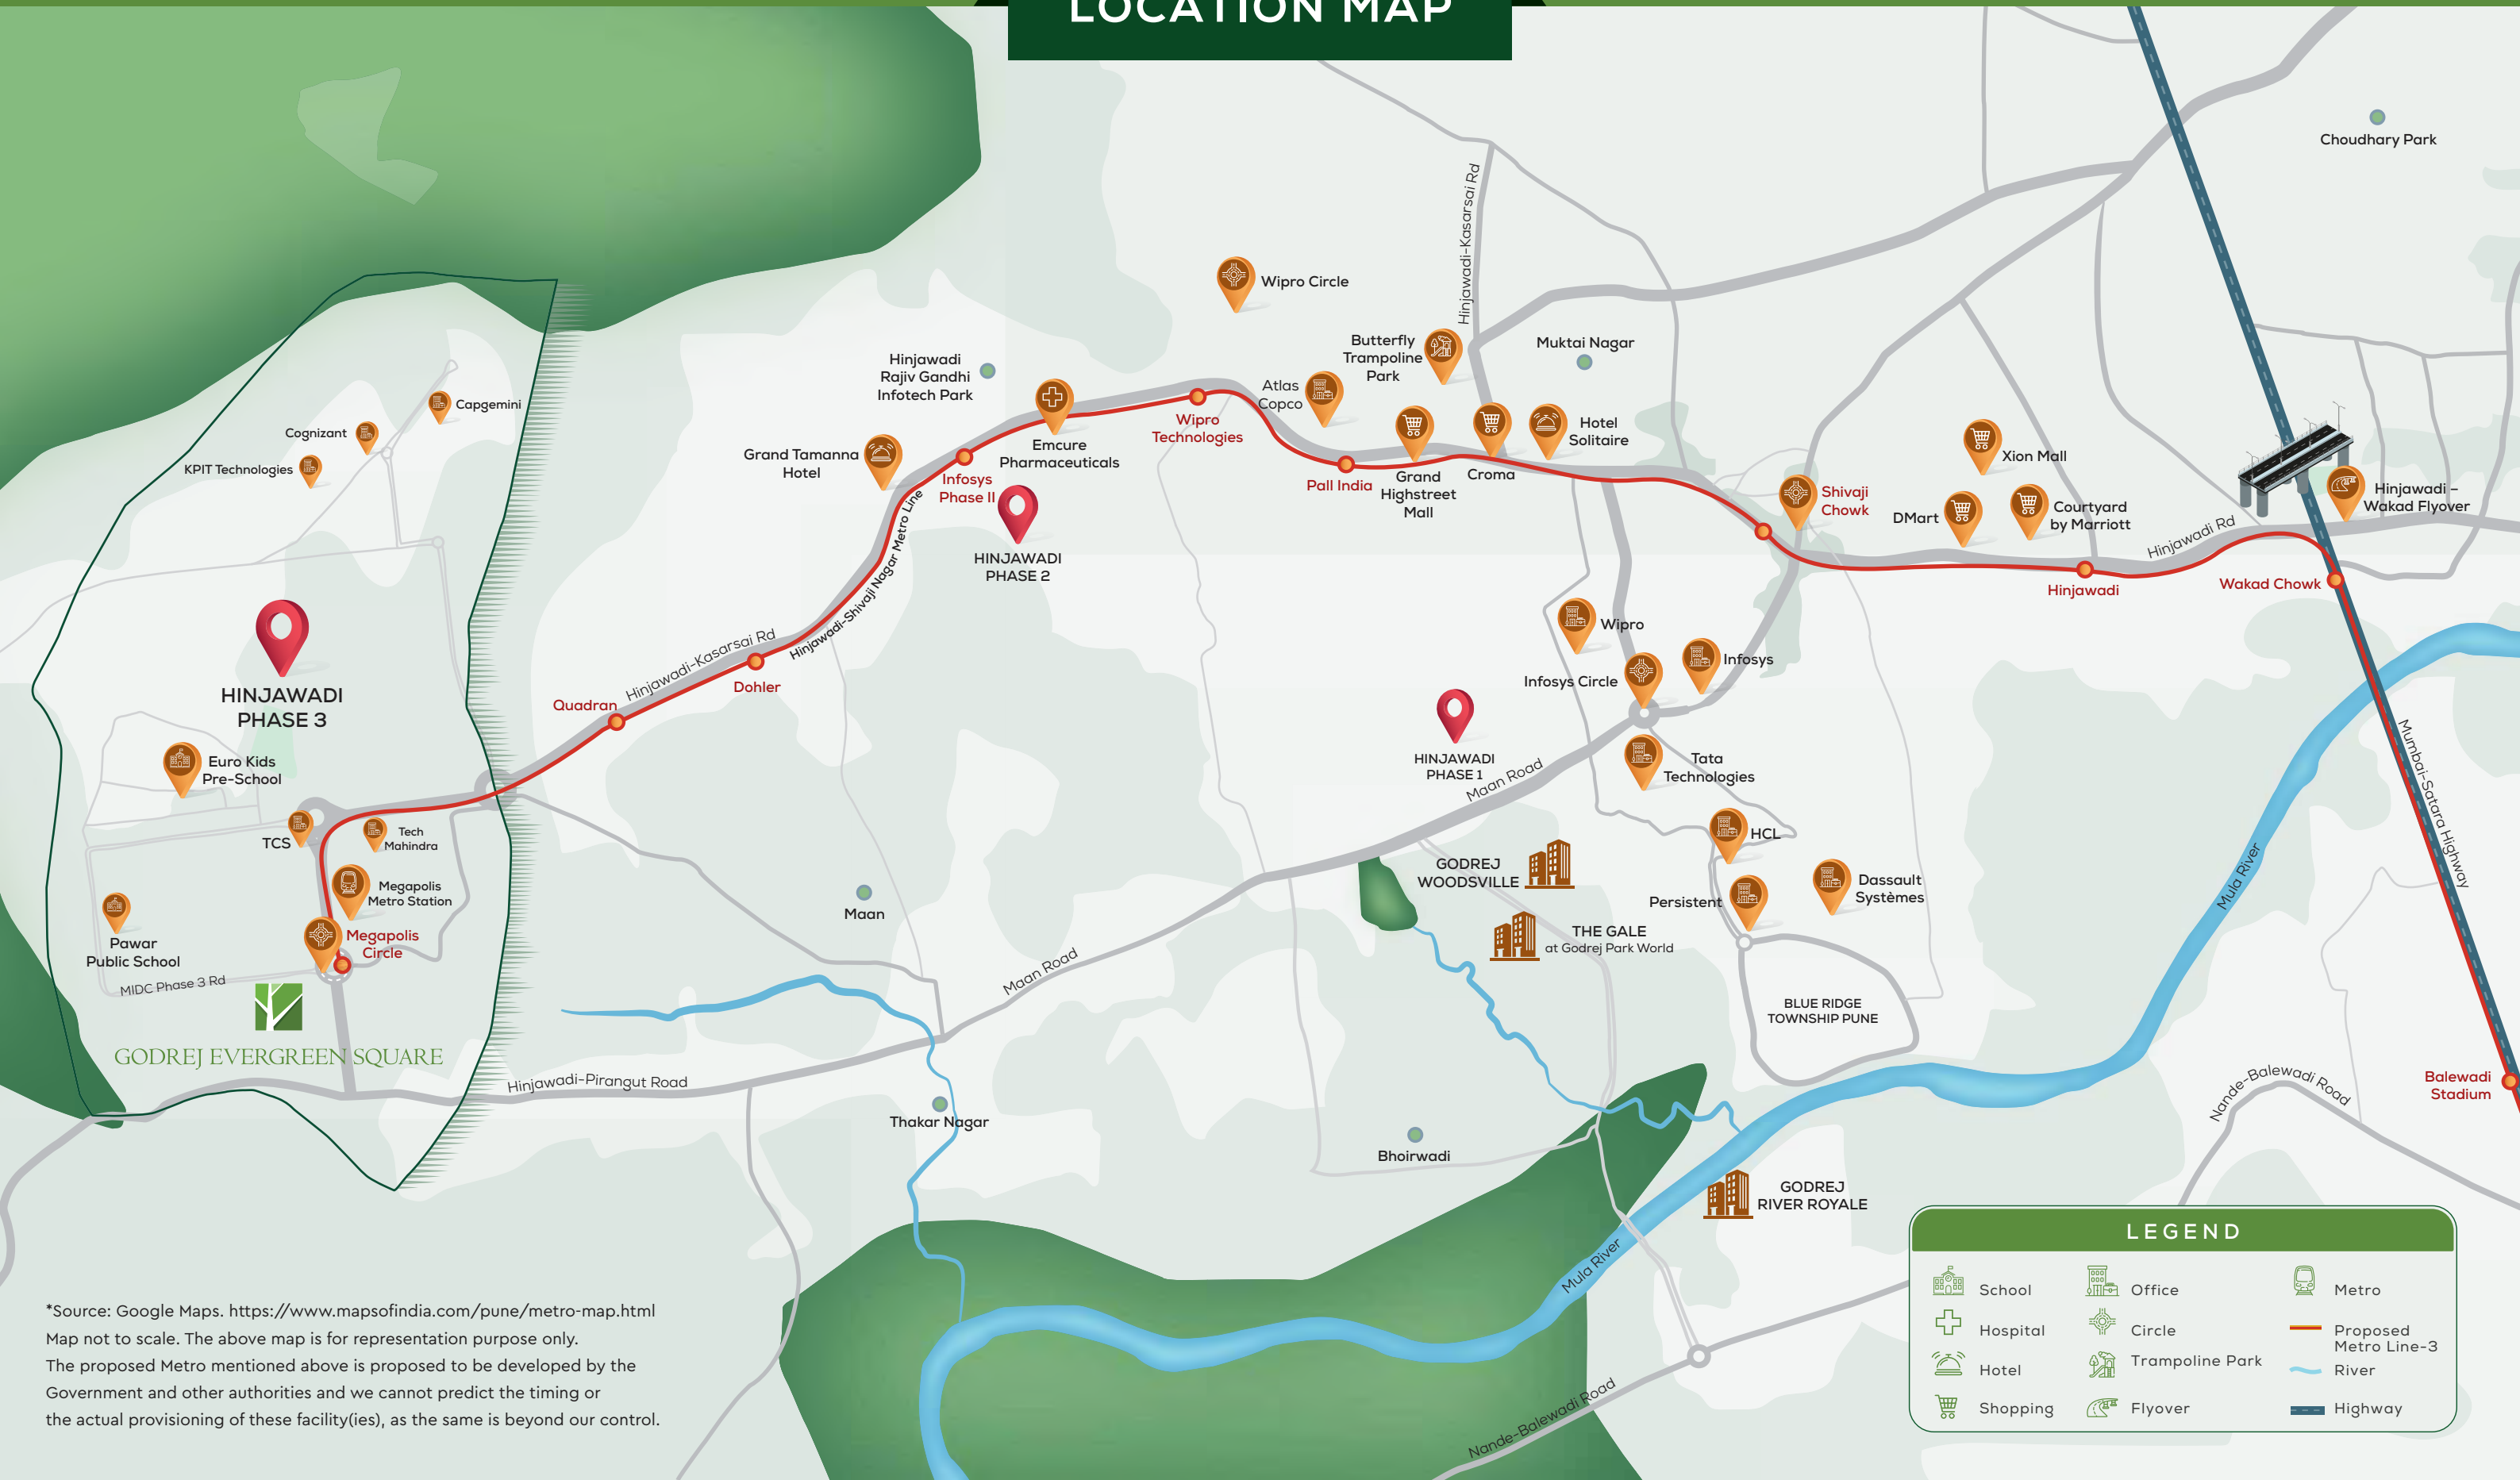 LOCATION MAP
Choudhary Park
Hinjawadi-Kasarsai Rd
Wipro Circle
Butterfly
Trampoline
Park
Muktai Nagar
Hinjawadi
Rajiv Gandhi
Infotech Park
Atlas
Copco
Capgemini
Cognizant
KPIT Technologies
Grand Tamanna
Hotel
Emcure
Pharmaceuticals
Wipro
Technologies
Hotel
Solitaire
Infosys
Phase II
Pall India
Grand
Highstreet
Mall
Croma
Shivaji
Chowk
Xion Mall
DMart
Courtyard
by Marriott
Hinjawadi –
Wakad Flyover
Hinjawadi Rd
HINJAWADI
PHASE 2
Hinjawadi
Wakad Chowk
Hinjawadi-Shivaji Nagar Metro Line
Hinjawadi-Kasarsai Rd
Wipro
Infosys
Infosys Circle
HINJAWADI
PHASE 3
Quadran
Dohler
HINJAWADI
PHASE 1
Maan Road
Tata
Technologies
Mumbai-Satara Highway
Euro Kids
Pre-School
TCS
Tech
Mahindra
HCL
GODREJ
WOODSVILLE
Megapolis
Metro Station
Persistent
Dassault
Systèmes
Mula River
Maan
Pawar
Public School
Megapolis
Circle
THE GALE
at Godrej Park World
MIDC Phase 3 Rd
Maan Road
BLUE RIDGE
TOWNSHIP PUNE
GODREJ EVERGREEN SQUARE
Hinjawadi-Pirangut Road
Thakar Nagar
Bhoirwadi
Nande-Balewadi Road
Balewadi
Stadium
GODREJ
RIVER ROYALE
Mula River
Nande-Balewadi Road
LEGEND
School
Office
Metro
Hospital
Circle
Proposed
Metro Line-3
Hotel
Trampoline Park
River
Shopping
Flyover
Highway
*Source: Google Maps. https://www.mapsofindia.com/pune/metro-map.html
Map not to scale. The above map is for representation purpose only.
The proposed Metro mentioned above is proposed to be developed by the
Government and other authorities and we cannot predict the timing or
the actual provisioning of these facility(ies), as the same is beyond our control.